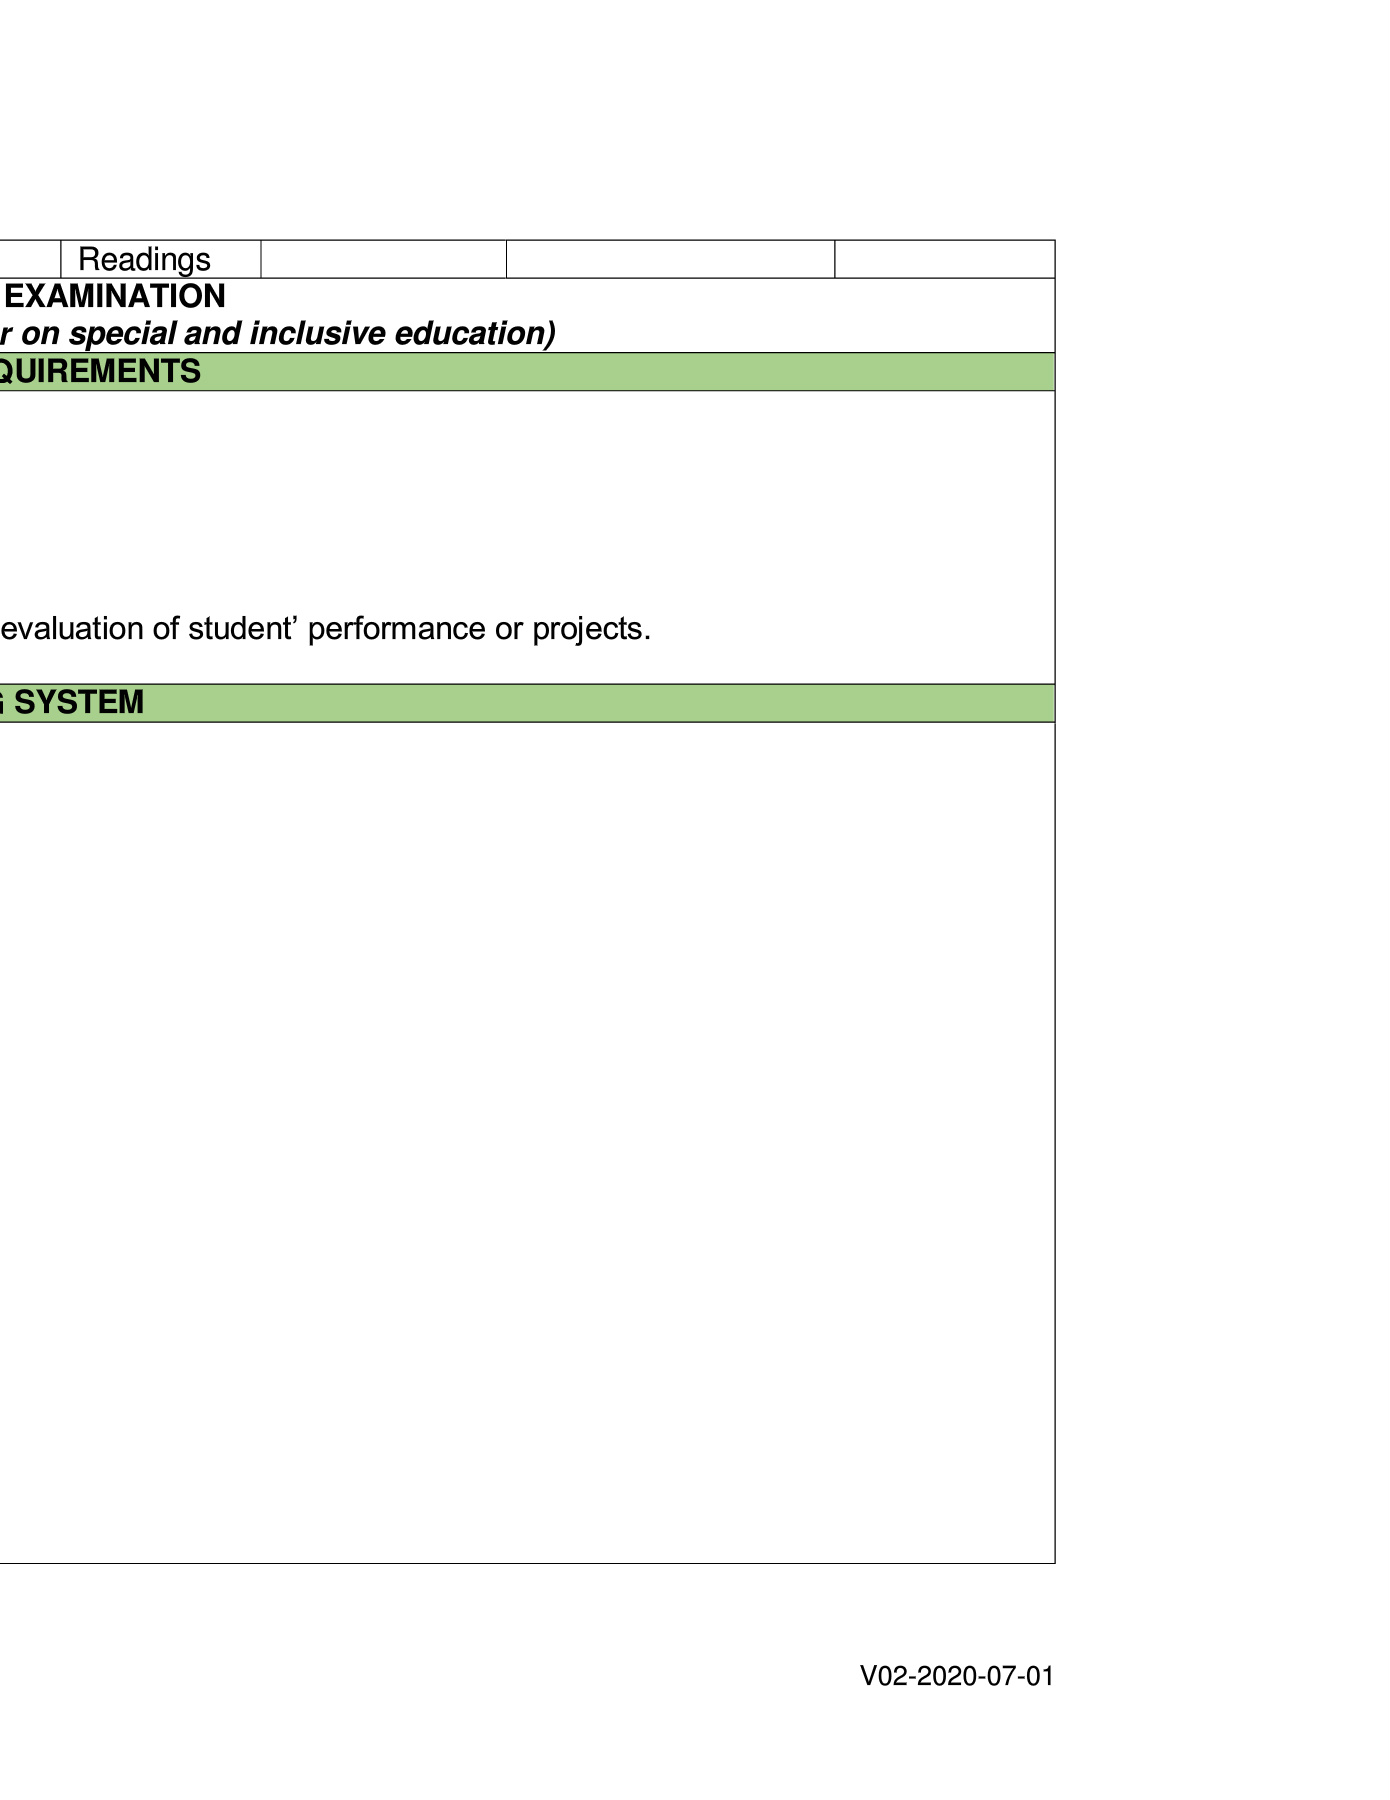 Readings
EXAMINATION
r on special and inclusive education)
QUIREMENTS
evaluation of student’ performance or projects.
G SYSTEM
V02-2020-07-01